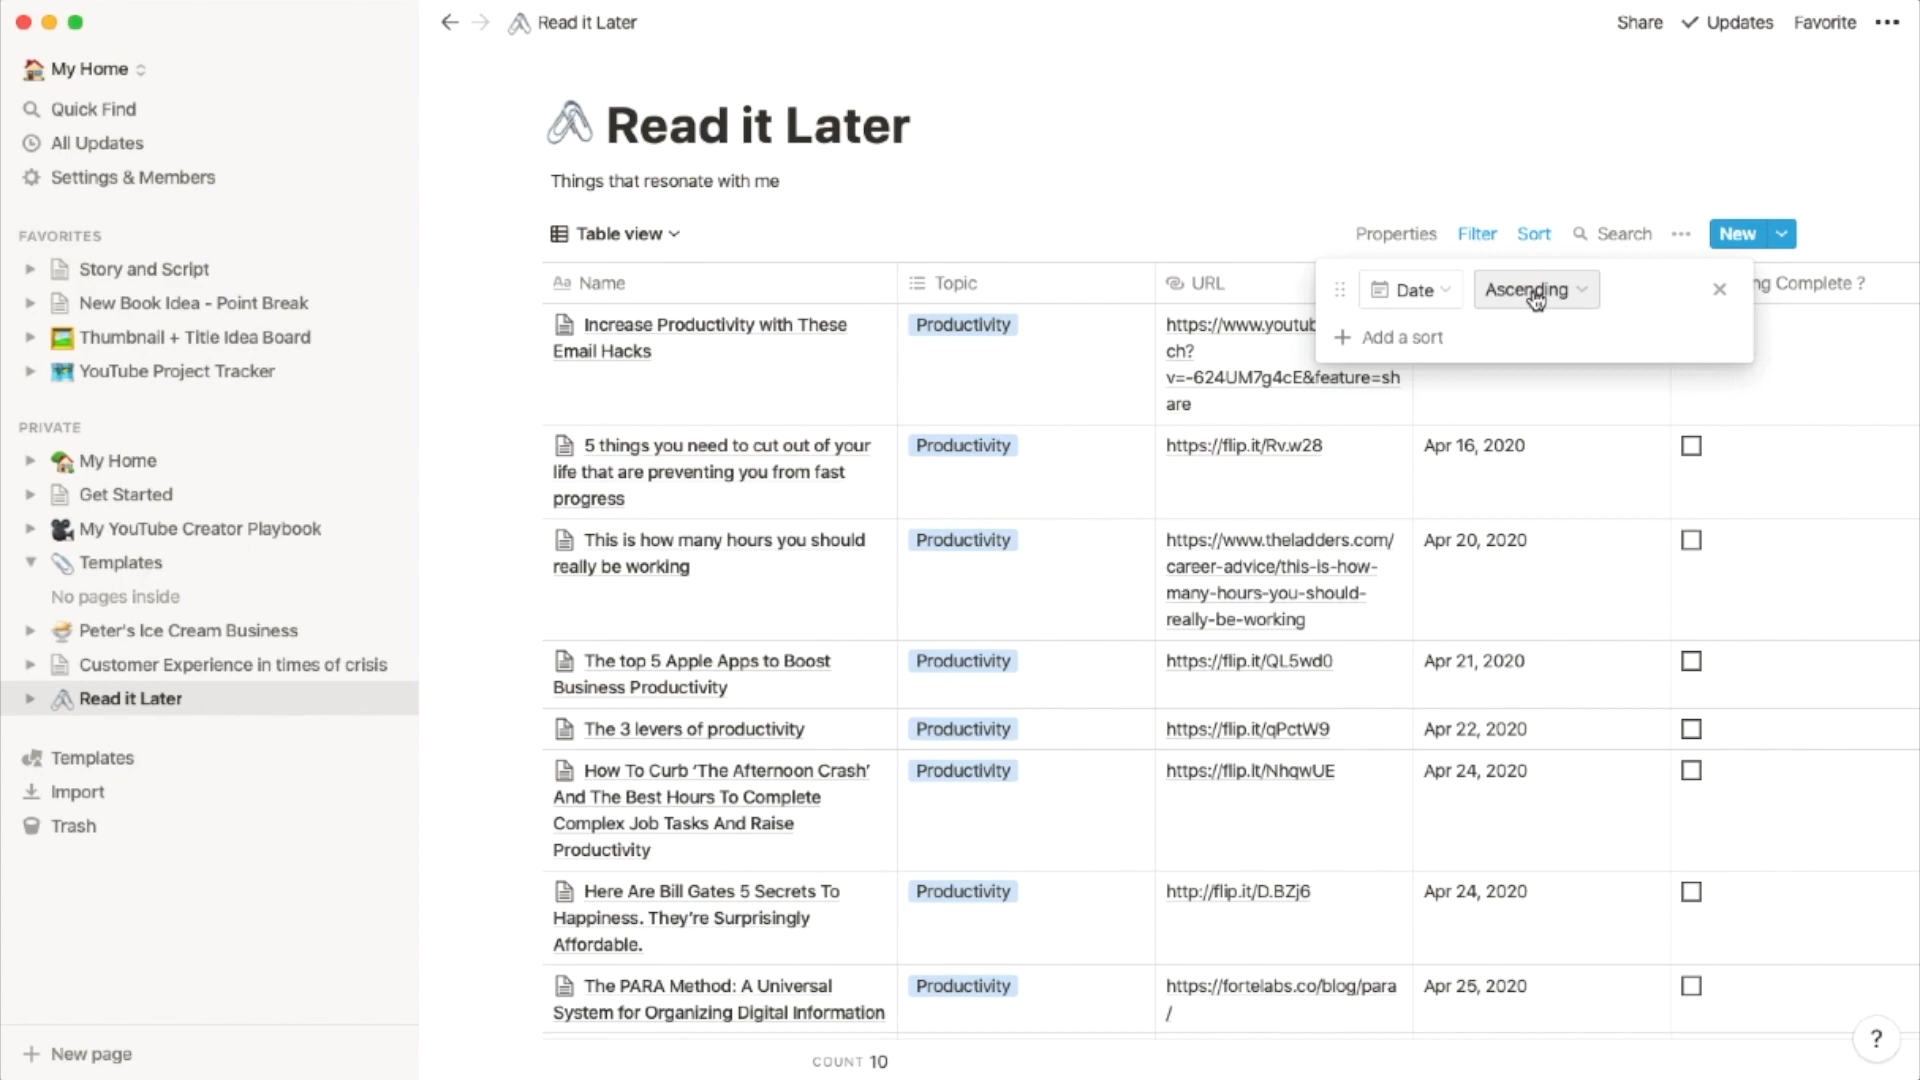 My Home
Quick Find
All Updates
Settings & Members
FAVORITES
Story and Script
New Book Idea - Point Break
Thumbnail + Title Idea Board
YouTube Project Tracker
PRIVATE
My Home
Get Started
My YouTube Creator Playbook
Templates
No pages inside
Peter's Ice Cream Business
Customer Experience in times of crisis
Read it Later
Templates
Import
Trash
New page
Read it Later
Share
Updates
Favorite
Read it Later
Things that resonate with me
Table view
Properties Filter Sort Search New
Aa Name Topic URL ng Complete ?
Date Ascending
Add a sort
Increase Productivity with These
Email Hacks
Productivity
https://www.youtub
ch?
v=-624UM7g4cE&feature=sh
are
5 things you need to cut out of your
life that are preventing you from fast
progress
Productivity
https://flip.it/Rv.w28
Apr 16, 2020
This is how many hours you should
really be working
Productivity
https://www.theladders.com/
career-advice/this-is-how-
many-hours-you-should-
really-be-working
Apr 20, 2020
The top 5 Apple Apps to Boost
Business Productivity
Productivity
https://flip.it/QL5wd0
Apr 21, 2020
The 3 levers of productivity
Productivity
https://flip.it/qPctW9
Apr 22, 2020
How To Curb ‘The Afternoon Crash’
And The Best Hours To Complete
Complex Job Tasks And Raise
Productivity
Productivity
https://flip.it/NhqwUE
Apr 24, 2020
Here Are Bill Gates 5 Secrets To
Happiness. They’re Surprisingly
Affordable.
Productivity
http://flip.it/D.BZj6
Apr 24, 2020
The PARA Method: A Universal
System for Organizing Digital Information
Productivity
https://fortelabs.co/blog/para
/
Apr 25, 2020
COUNT 10
?